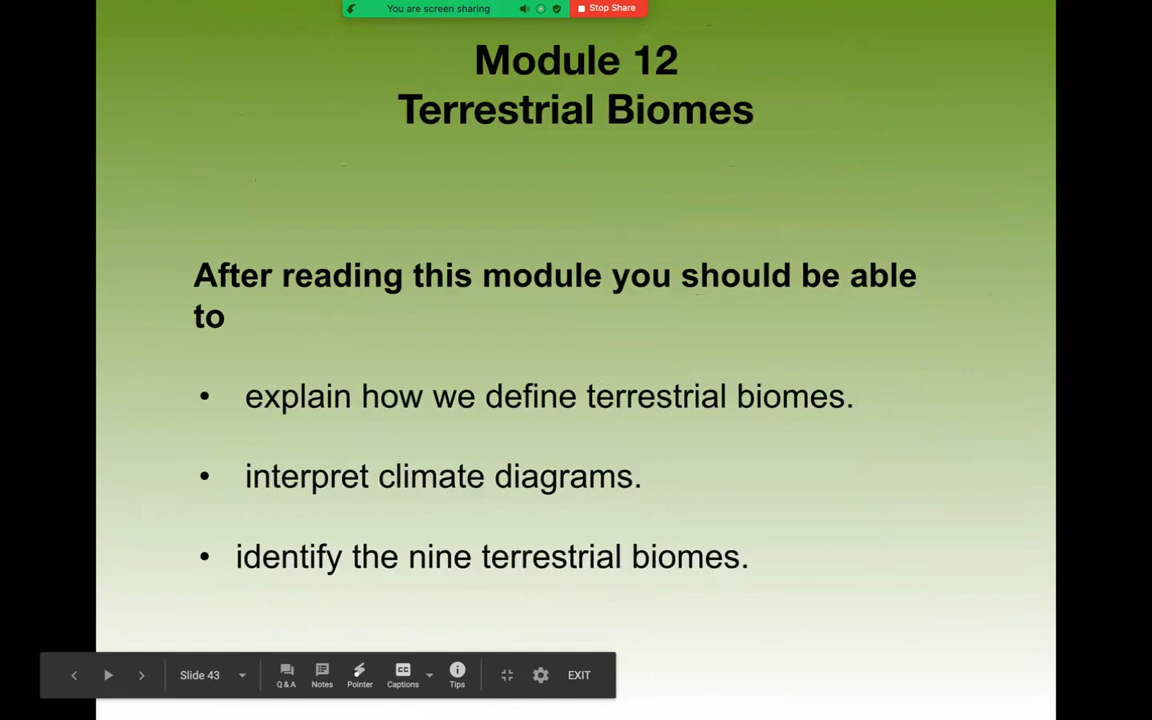 You are screen sharing
Stop Share
Module 12
Terrestrial Biomes
After reading this module you should be able
to
• explain how we define terrestrial biomes.
• interpret climate diagrams.
• identify the nine terrestrial biomes.
Slide 43
Q & A
Notes
Pointer
CC
Captions
Tips
EXIT